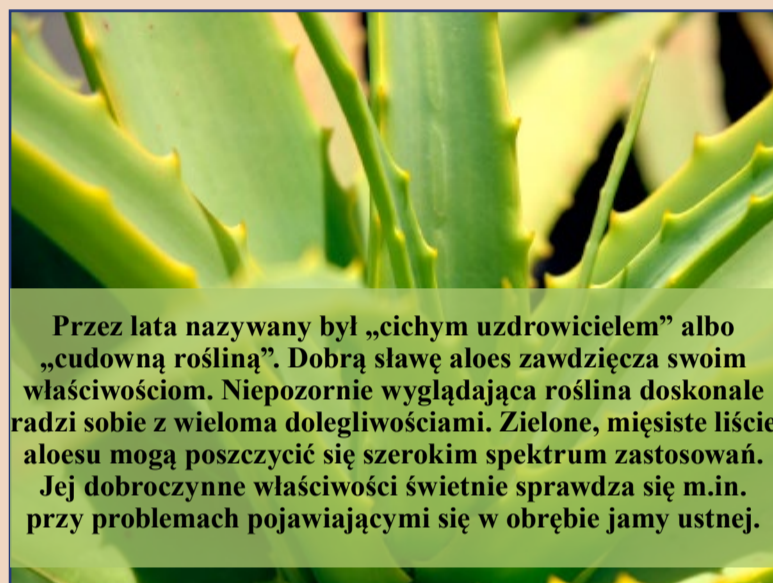 Przez lata nazywany był „cichym uzdrowicielem” albo
„cudowną rośliną”. Dobrą sławę aloes zawdzięcza swoim
właściwościom. Niepozornie wyglądająca roślina doskonale
radzi sobie z wieloma dolegliwościami. Zielone, mięsiste liście
aloesu mogą poszczycić się szerokim spektrum zastosowań.
Jej dobroczynne właściwości świetnie sprawdza się m.in.
przy problemach pojawiającymi się w obrębie jamy ustnej.